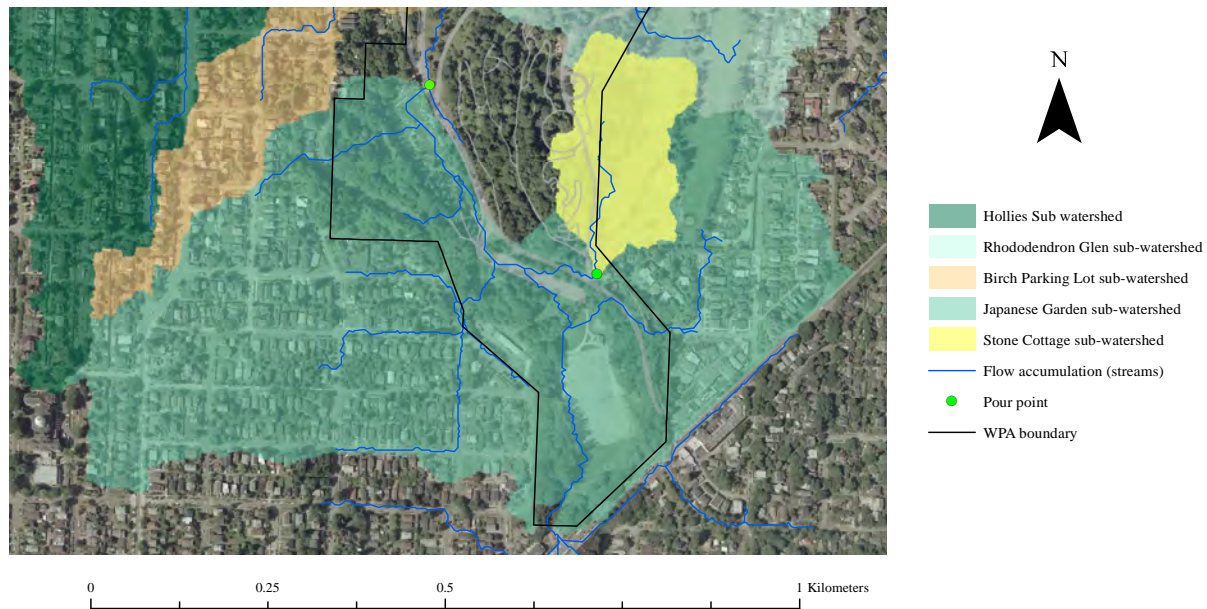 N
Hollies Sub watershed
Rhododendron Glen sub-watershed
Birch Parking Lot sub-watershed
Japanese Garden sub-watershed
Stone Cottage sub-watershed
Flow accumulation (streams)
Pour point
WPA boundary
0 0.25 0.5 1 Kilometers